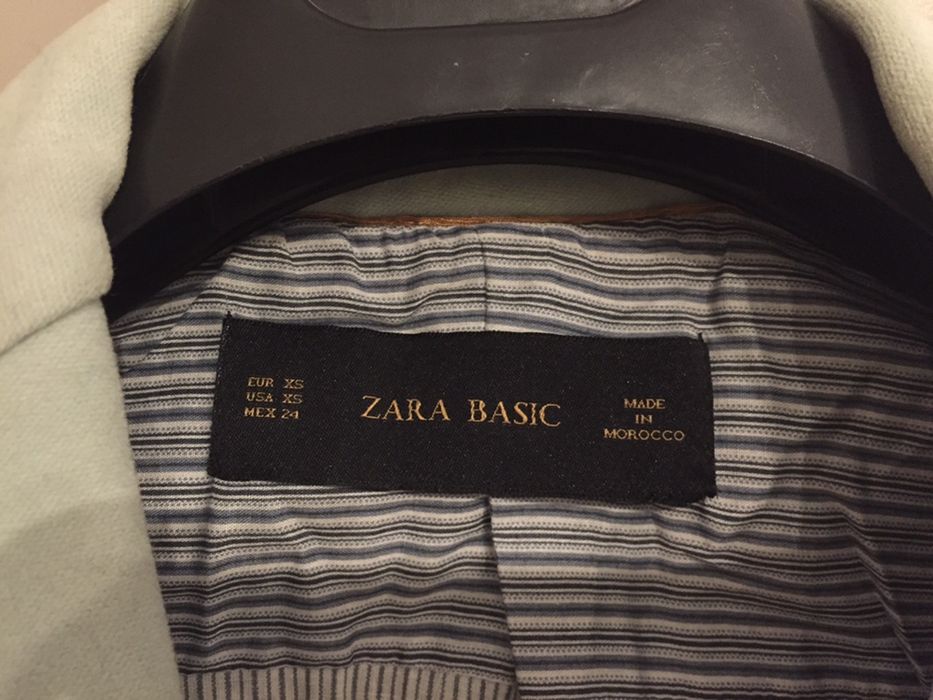 EUR XS
USA XS
MEX 24
ZARA BASIC
MADE
IN
MOROCCO